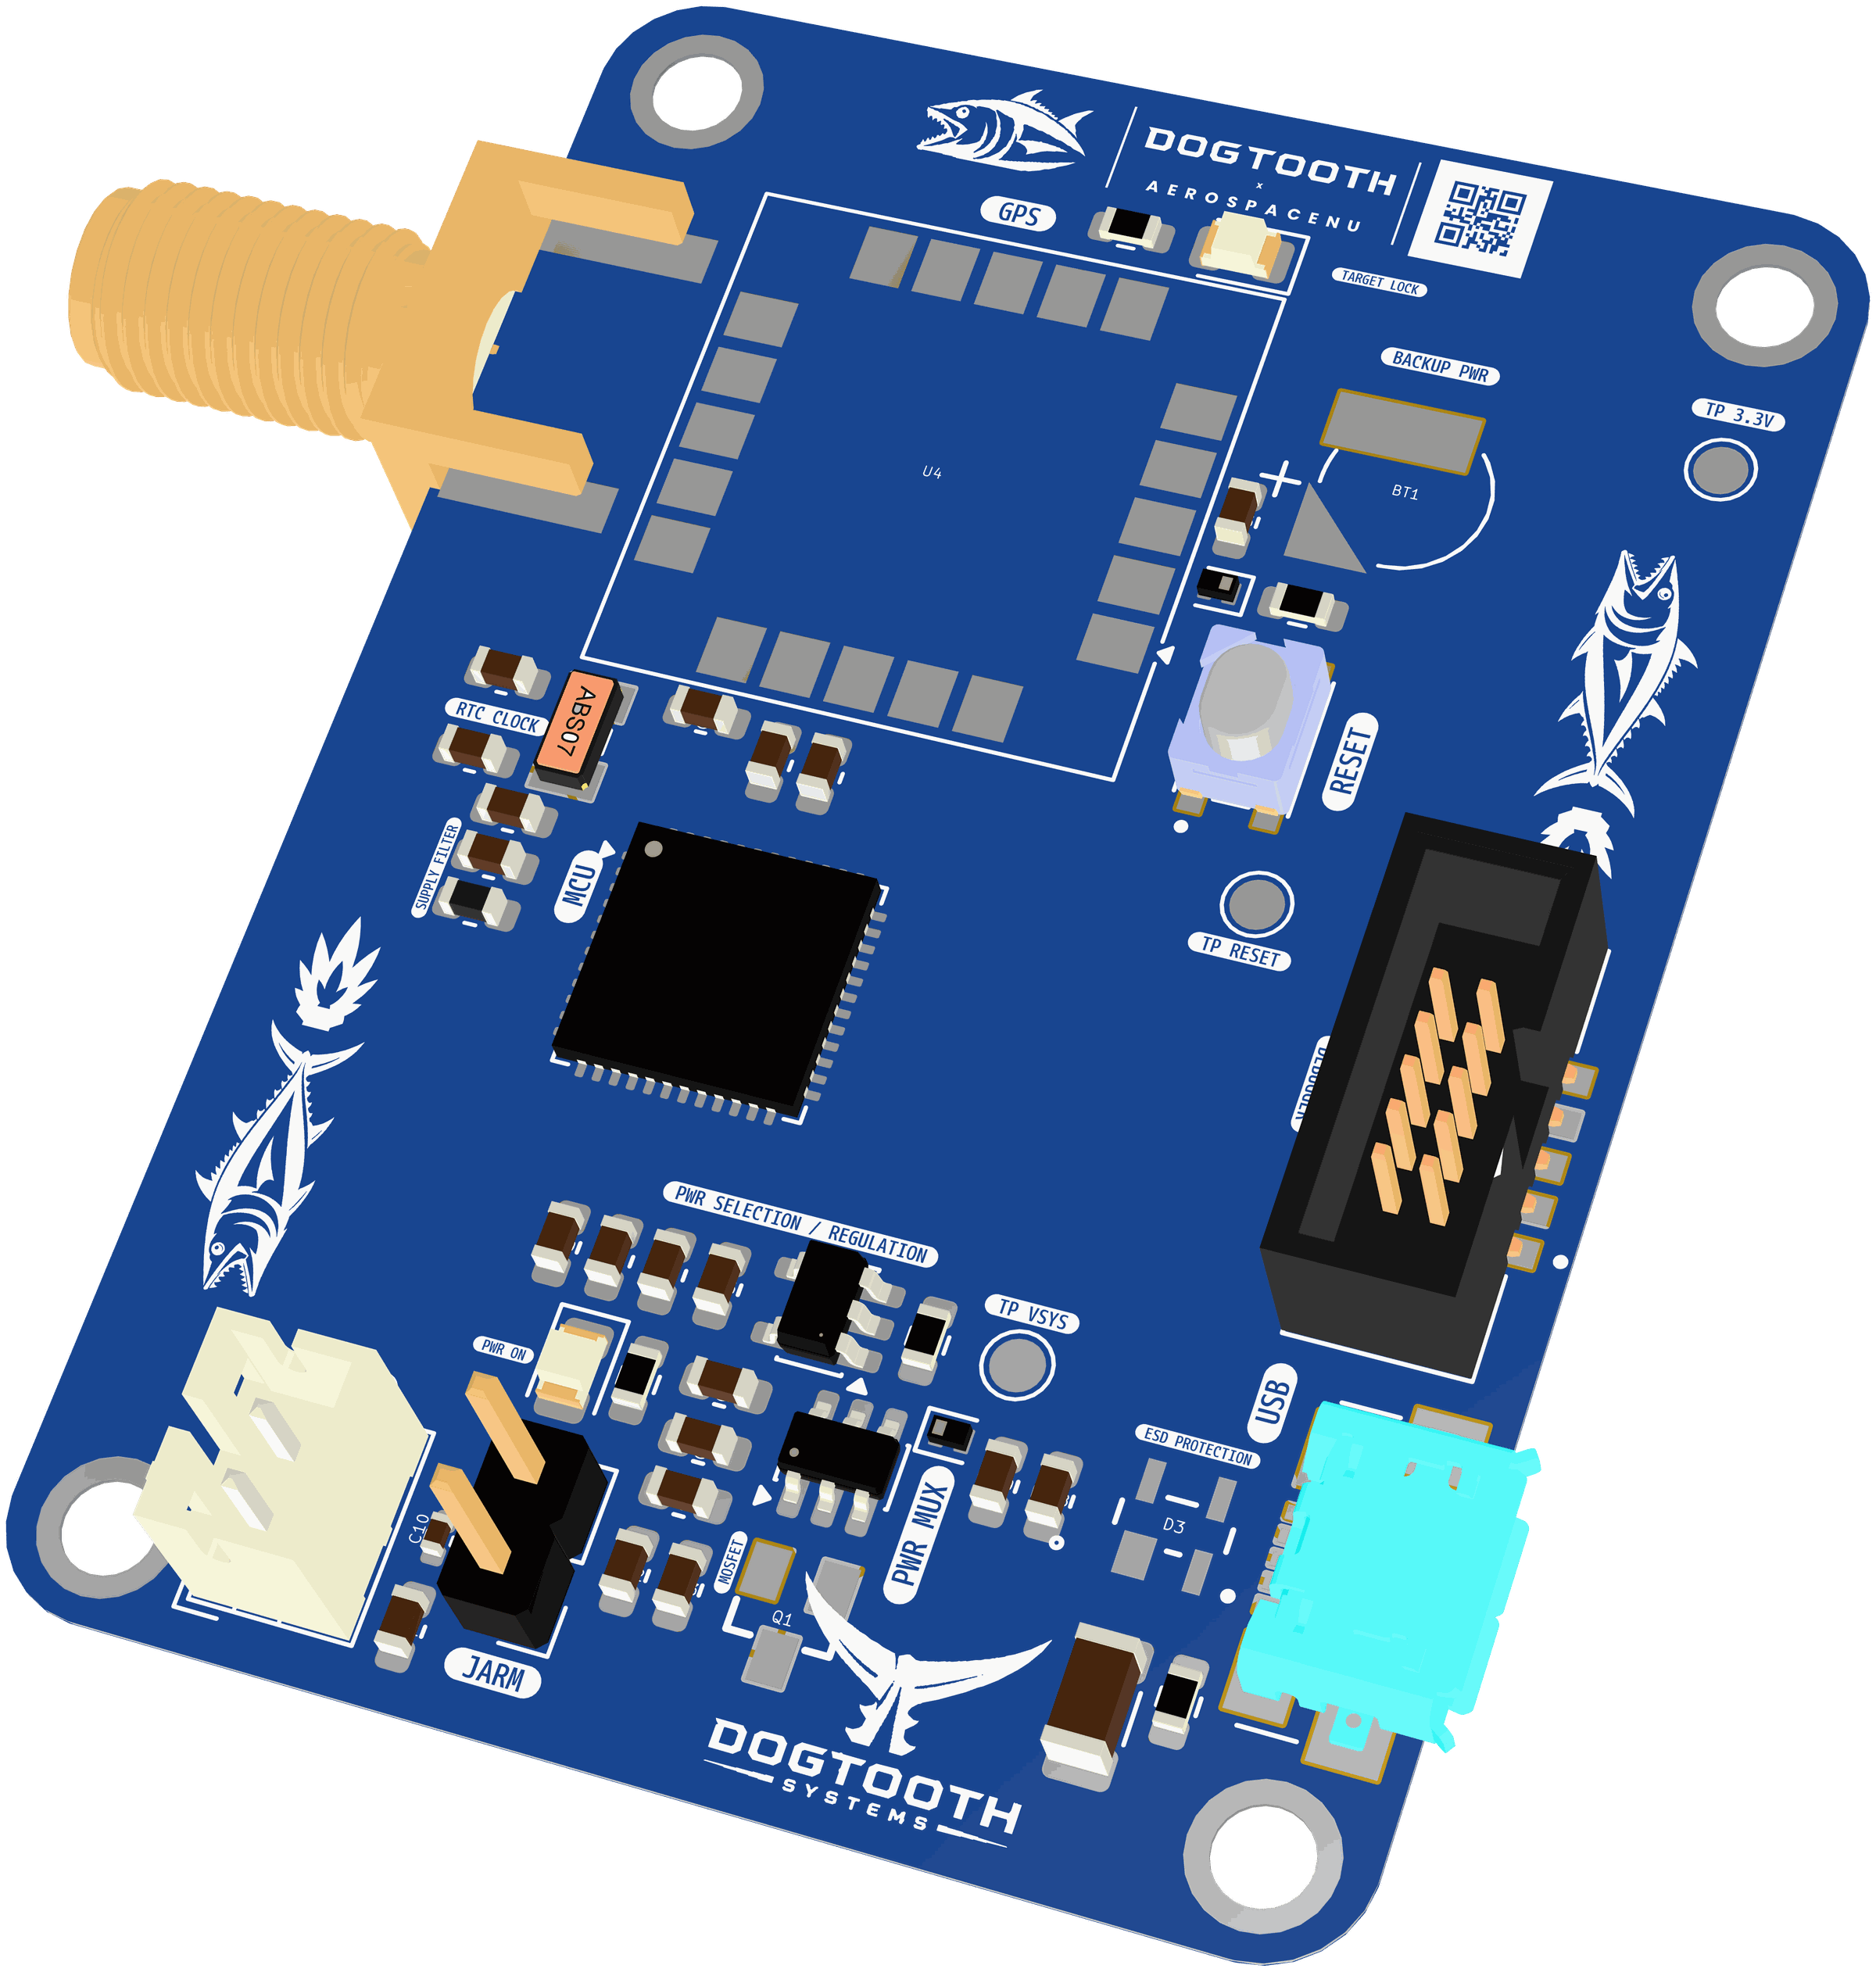 DOGTOOTH
x
AEROSPACENU
GPS
TARGET LOCK
BACKUP PWR
TP 3.3V
U4
BT1
ABS07
RTC CLOCK
RESET
SUPPLY FILTER
MCU
TP RESET
DEBUGGER
PWR SELECTION / REGULATION
TP VSYS
PWR ON
USB
ESD PROTECTION
C10
PWR MUX
D3
MOSFET
Q1
JARM
DOGTOOTH
SYSTEMS